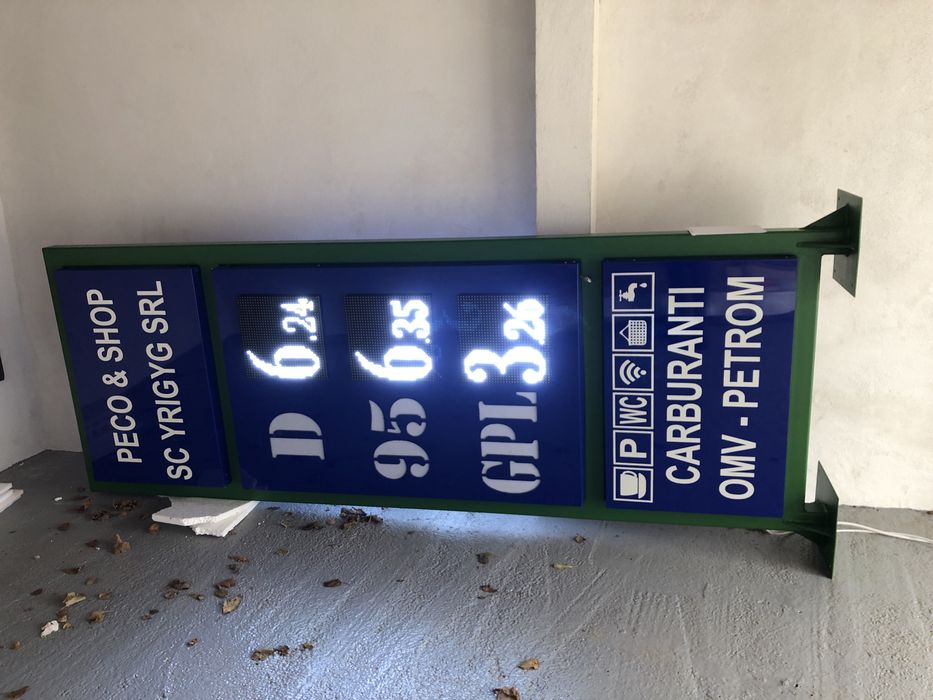 PECO & SHOP
SC YRIGYG SRL
D 6.24
95 6.35
GPL 3.26
P WC
CARBURANTI
OMV - PETROM